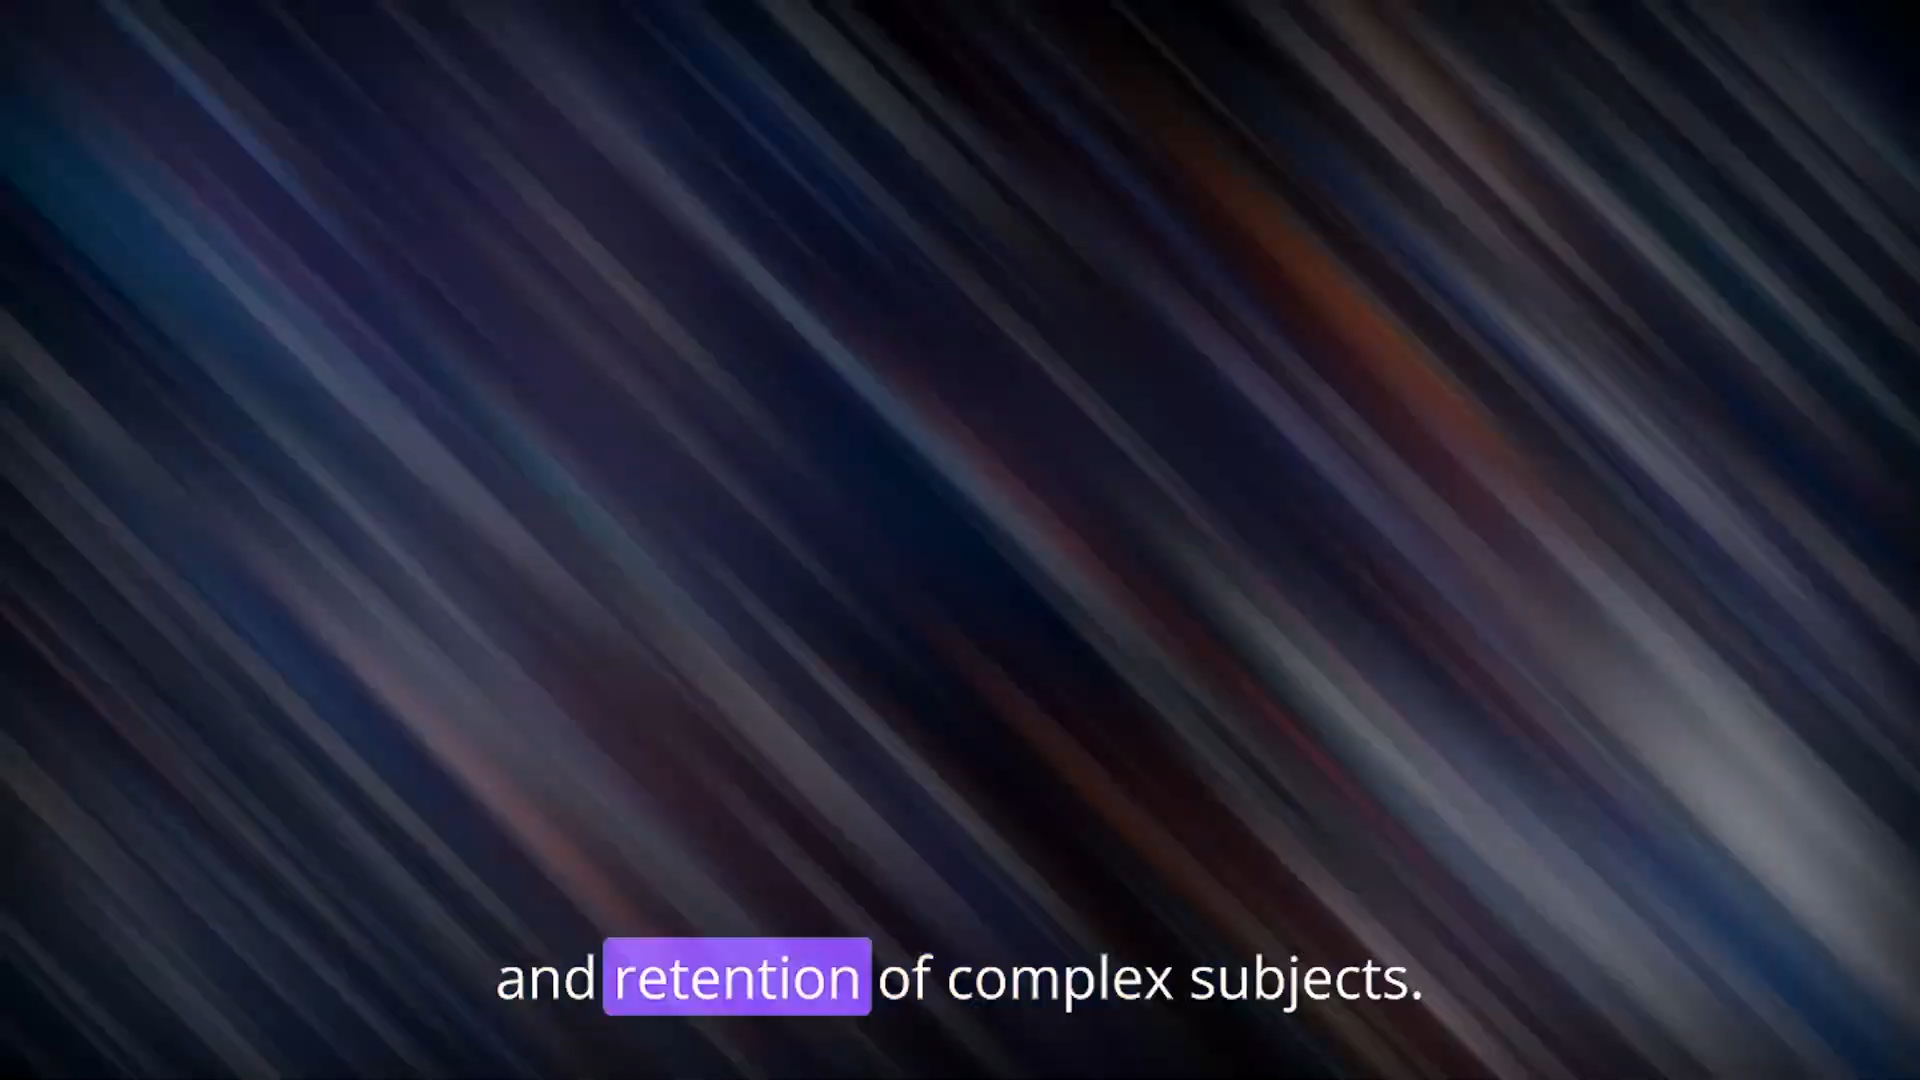 and retention of complex subjects.